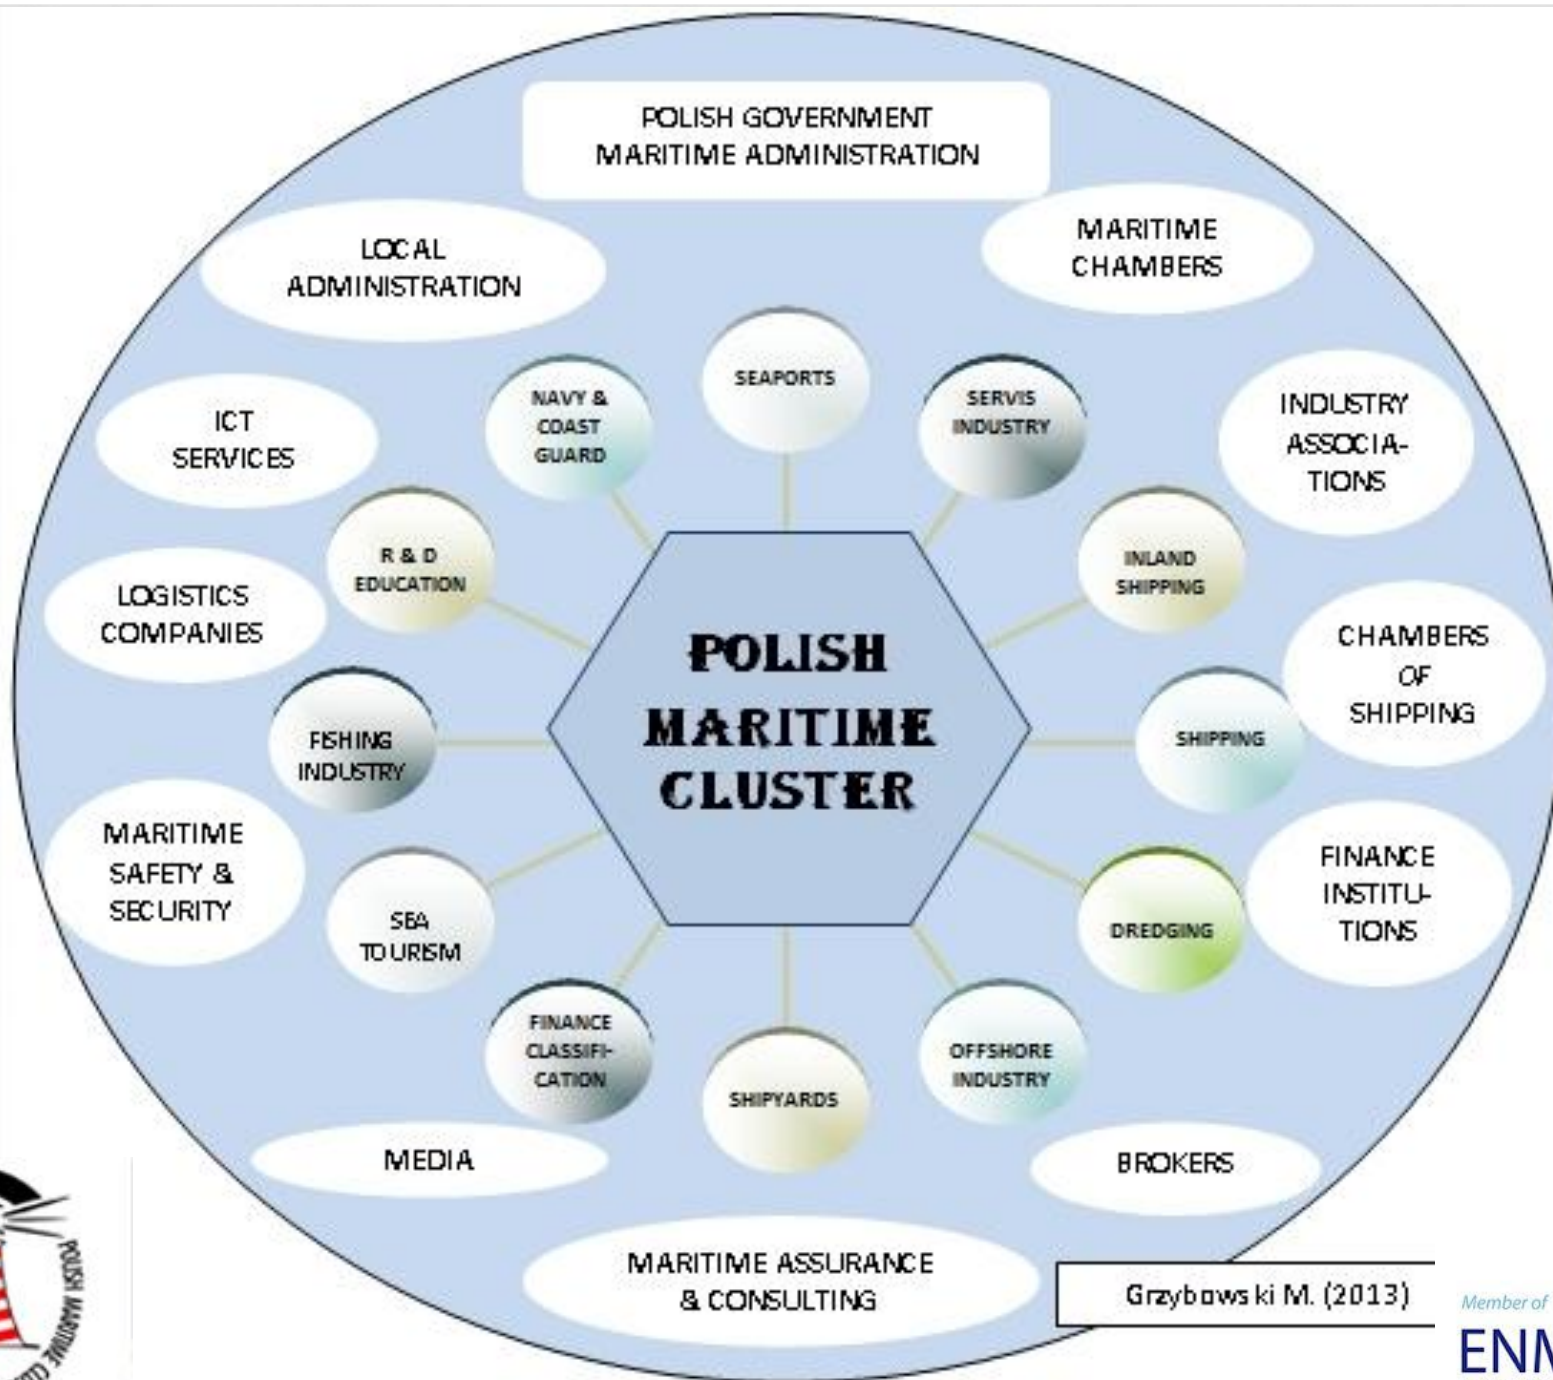 POLISH GOVERNMENT
MARITIME ADMINISTRATION
LOCAL
ADMINISTRATION
MARITIME
CHAMBERS
NAVY &
COAST
GUARD
SEAPORTS
SERVIS
INDUSTRY
INDUSTRY
ASSOCIA-
TIONS
ICT
SERVICES
R & D
EDUCATION
INLAND
SHIPPING
LOGISTICS
COMPANIES
CHAMBERS
OF
SHIPPING
POLISH
MARITIME
CLUSTER
FISHING
INDUSTRY
SHIPPING
MARITIME
SAFETY &
SECURITY
FINANCE
INSTITU-
TIONS
SEA
TOURISM
DREDGING
FINANCE
CLASSIFI-
CATION
SHIPYARDS
OFFSHORE
INDUSTRY
MEDIA
BROKERS
MARITIME ASSURANCE
& CONSULTING
Grzybowski M. (2013)
POLISH MARITIME
Member of